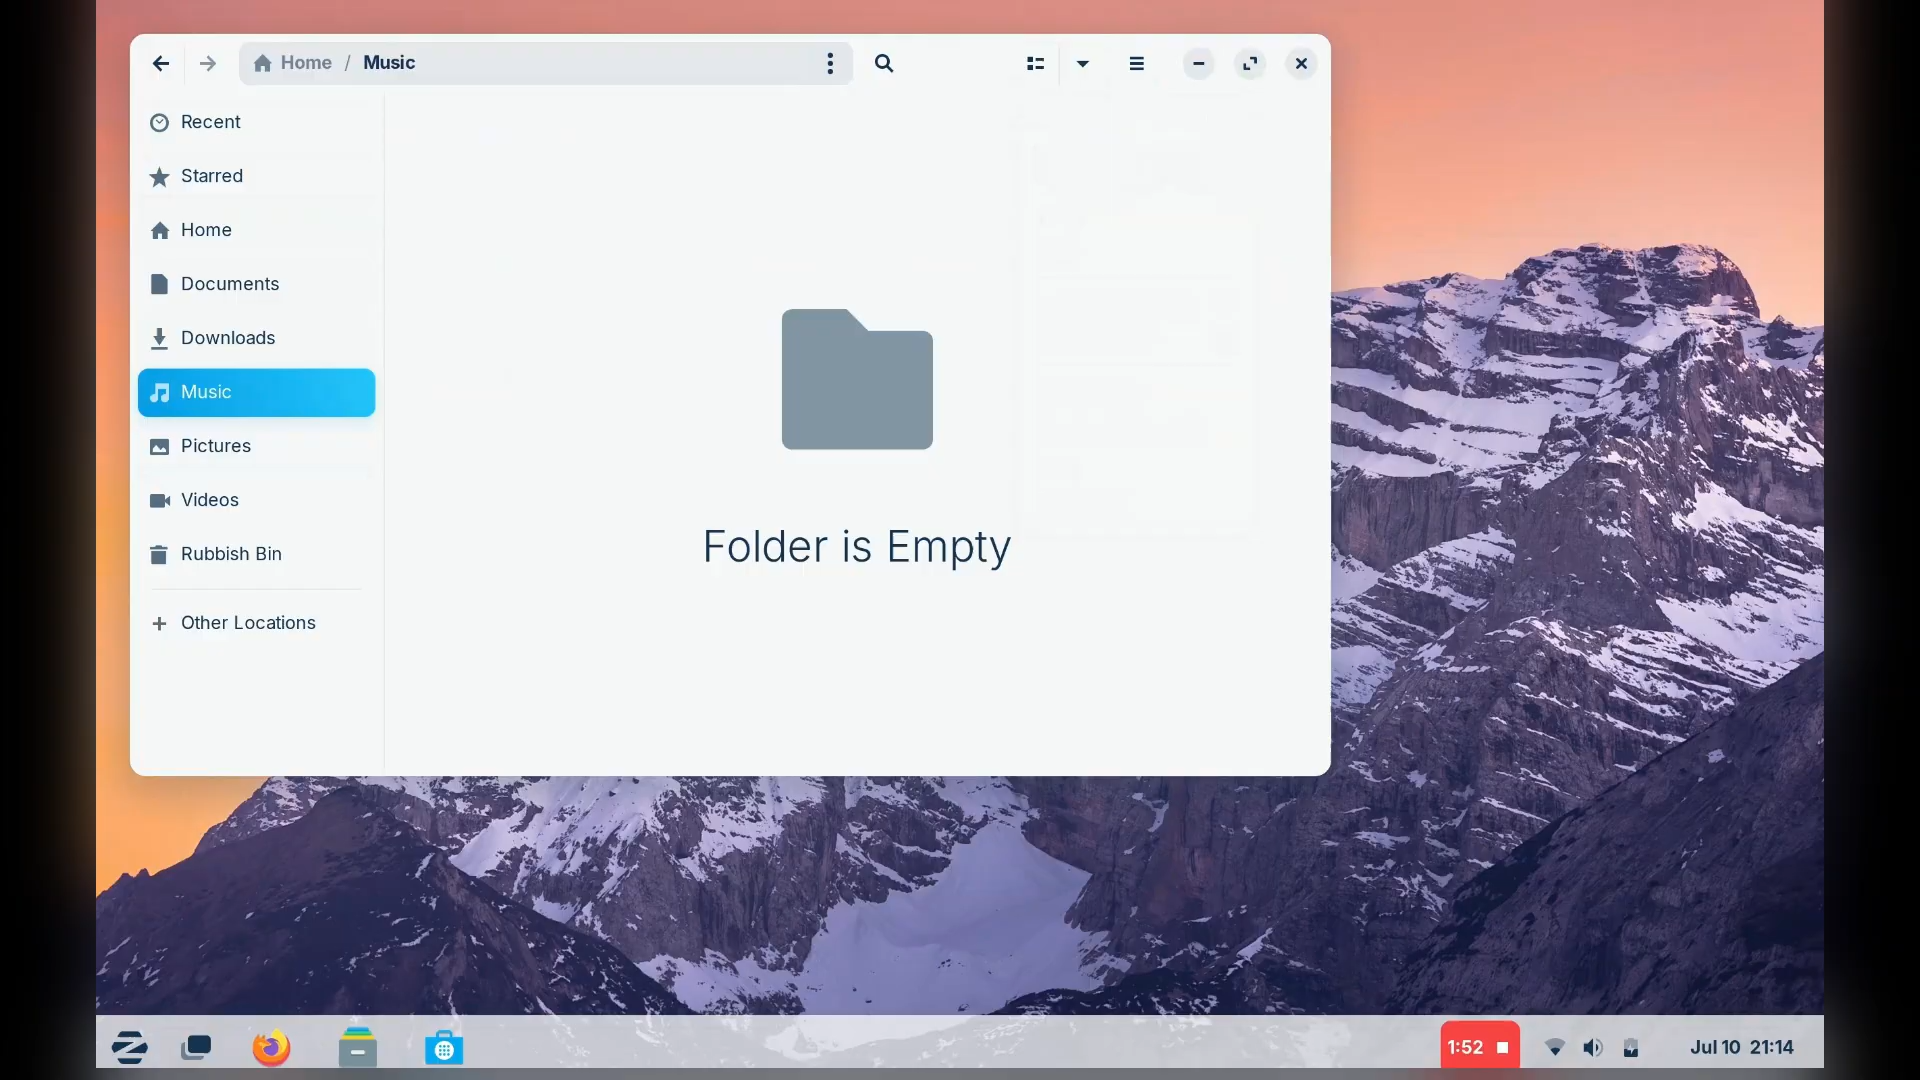 Home / Music
Recent
Starred
Home
Documents
Downloads
Music
Pictures
Videos
Rubbish Bin
Other Locations
Folder is Empty
1:52
Jul 10 21:14